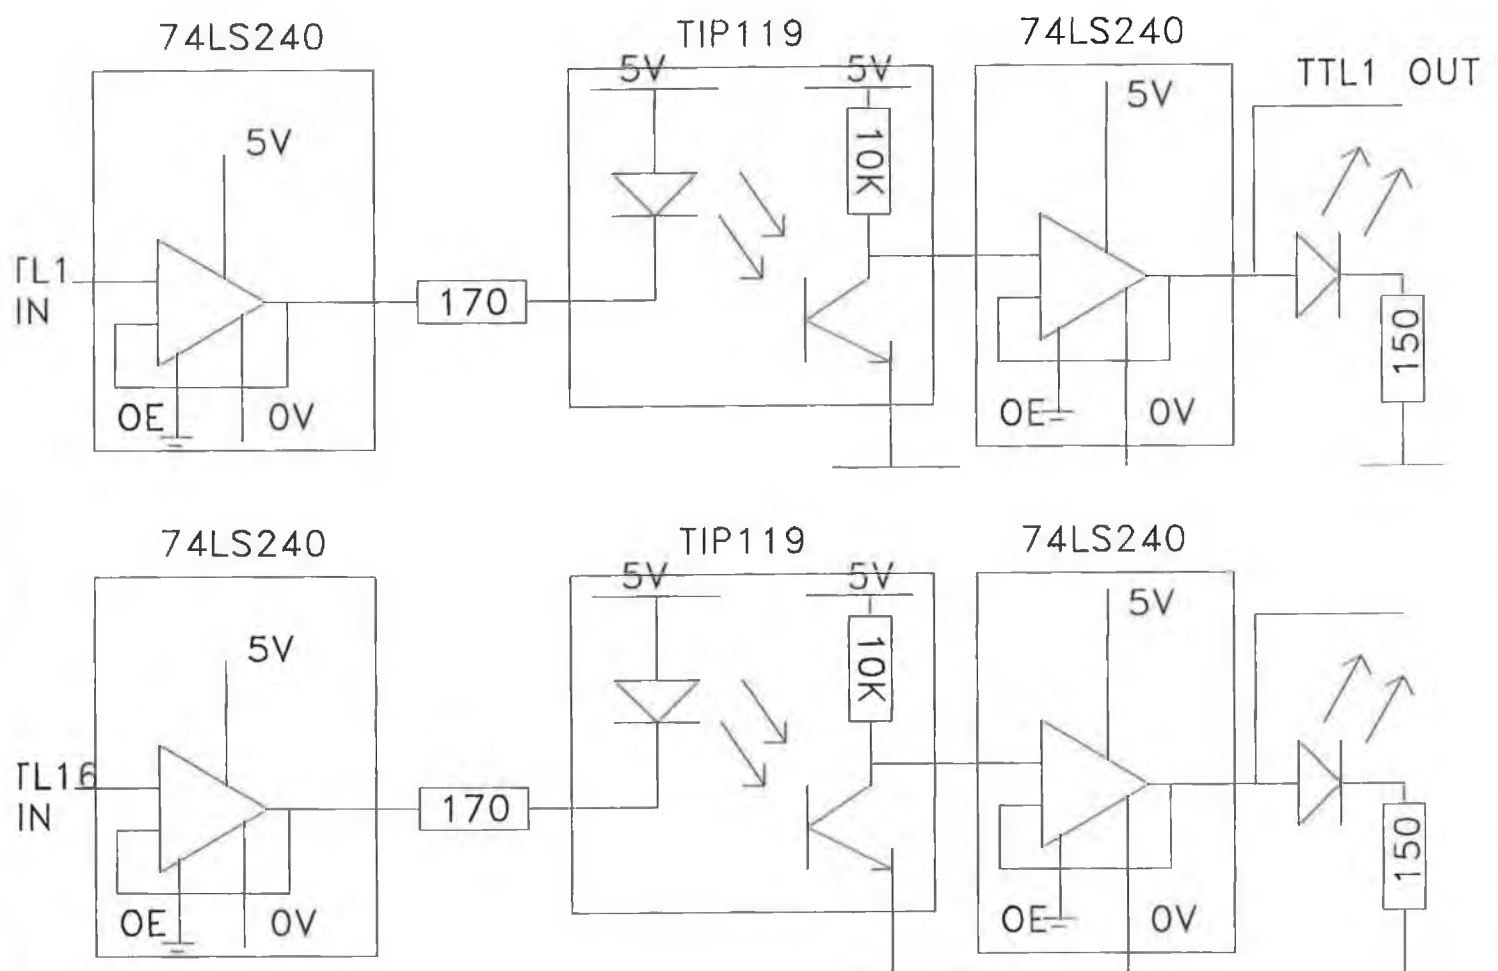 74LS240
TIP119
74LS240
5V
5V
5V
TTL1 OUT
5V
10K
TL1
IN
170
150
OE
0V
OE
0V
74LS240
TIP119
74LS240
5V
5V
5V
5V
10K
TL16
IN
170
150
OE
0V
OE
0V